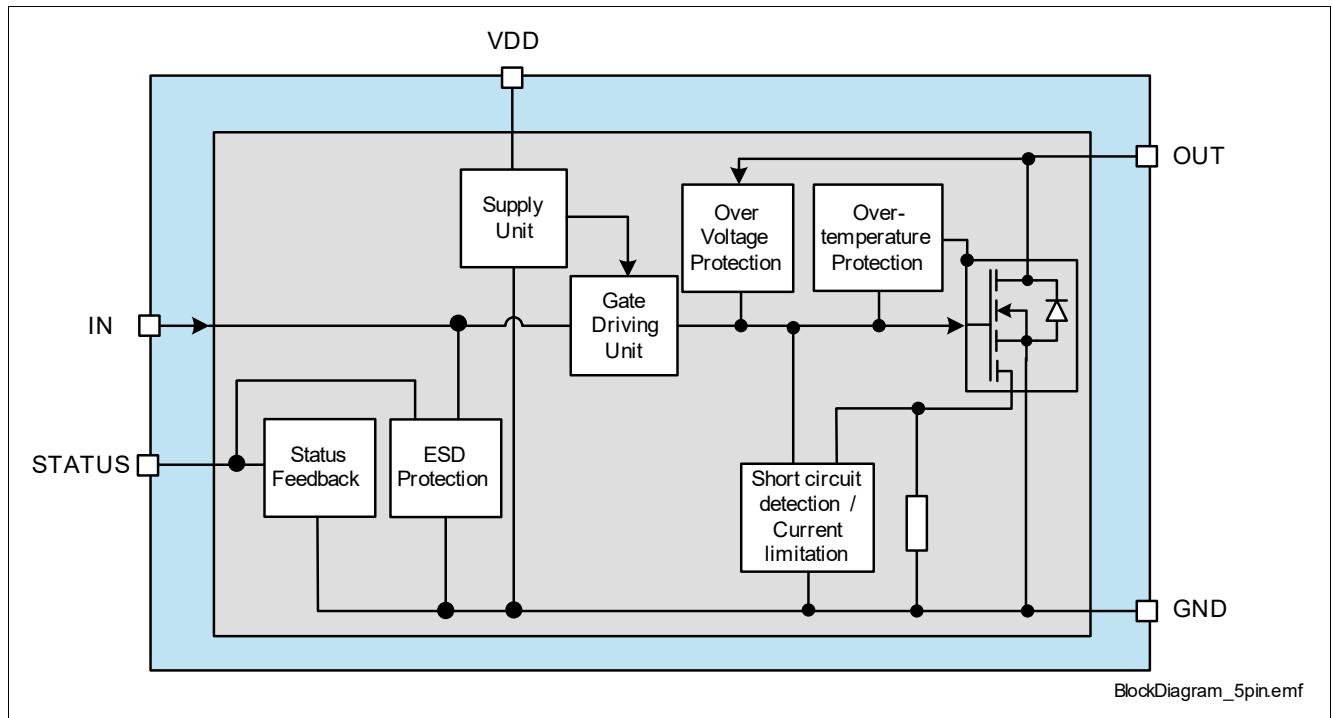 VDD
OUT
Supply
Unit
Over
Voltage
Protection
Over-
temperature
Protection
IN
Gate
Driving
Unit
STATUS
Status
Feedback
ESD
Protection
Short circuit
detection /
Current
limitation
GND
BlockDiagram_5pin.emf